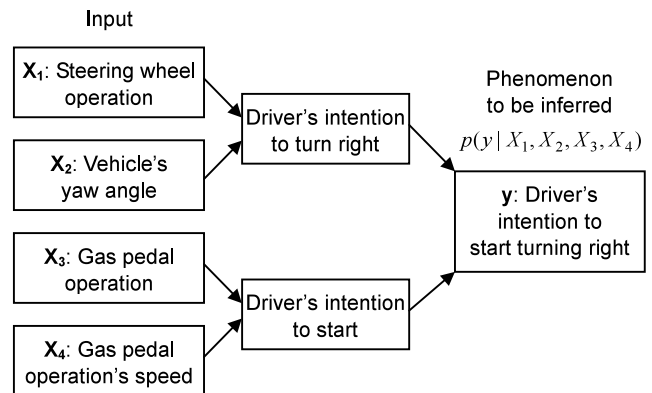 Input
X₁: Steering wheel
operation
X₂: Vehicle's
yaw angle
X₃: Gas pedal
operation
X₄: Gas pedal
operation's speed
Driver's intention
to turn right
Driver's intention
to start
Phenomenon
to be inferred
p(y | X₁, X₂, X₃, X₄)
y: Driver's
intention to
start turning right